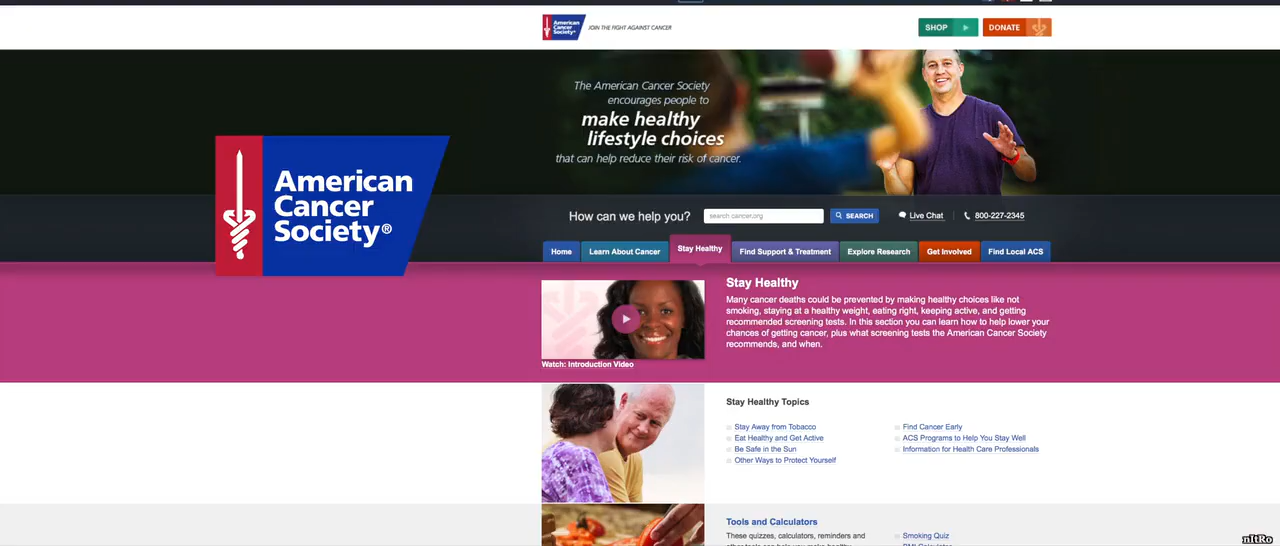 American
Cancer
Society®
JOIN THE FIGHT AGAINST CANCER
SHOP
DONATE
The American Cancer Society
encourages people to
make healthy
lifestyle choices
that can help reduce their risk of cancer.
American
Cancer
Society®
How can we help you?
search cancer.org
SEARCH
Live Chat
800-227-2345
Home
Learn About Cancer
Stay Healthy
Find Support & Treatment
Explore Research
Get Involved
Find Local ACS
Stay Healthy
Many cancer deaths could be prevented by making healthy choices like not
smoking, staying at a healthy weight, eating right, keeping active, and getting
recommended screening tests. In this section you can learn how to help lower your
chances of getting cancer, plus what screening tests the American Cancer Society
recommends, and when.
Watch: Introduction Video
Stay Healthy Topics
Stay Away from Tobacco
Eat Healthy and Get Active
Be Safe in the Sun
Other Ways to Protect Yourself
Find Cancer Early
ACS Programs to Help You Stay Well
Information for Health Care Professionals
Tools and Calculators
These quizzes, calculators, reminders and
Smoking Quiz
nItRo